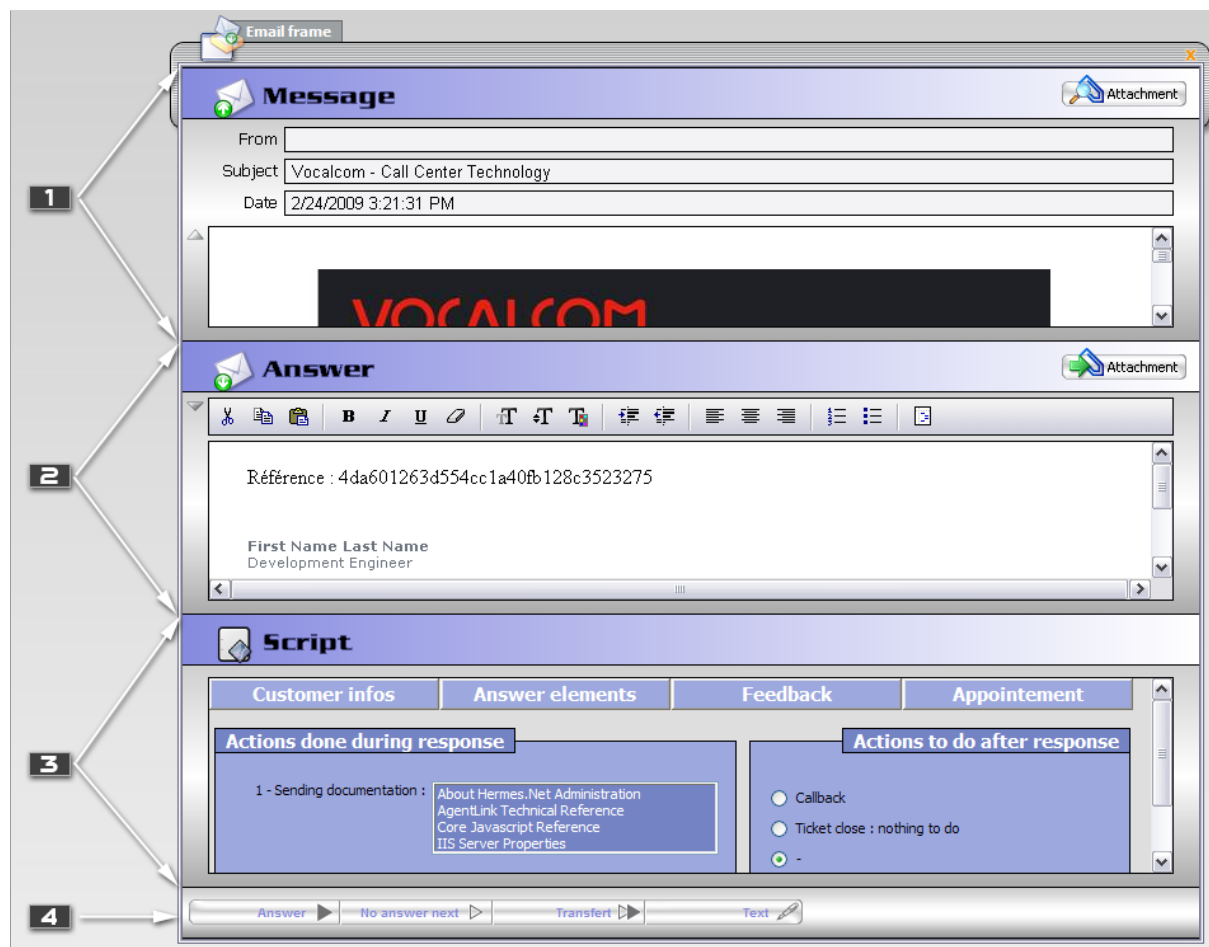 Email frame
x
Message
Attachment
From
Subject Vocalcom - Call Center Technology
Date 2/24/2009 3:21:31 PM
1
VOCALCOM
Answer
Attachment
B I U T T T
2
Référence : 4da601263d554cc1a40fb128c3523275
First Name Last Name
Development Engineer
Script
Customer infos Answer elements Feedback Appointement
Actions done during response Actions to do after response
3
1 - Sending documentation :
About Hermes.Net Administration
AgentLink Technical Reference
Core Javascript Reference
IIS Server Properties
Callback
Ticket close : nothing to do
-
4
Answer No answer next Transfert Text